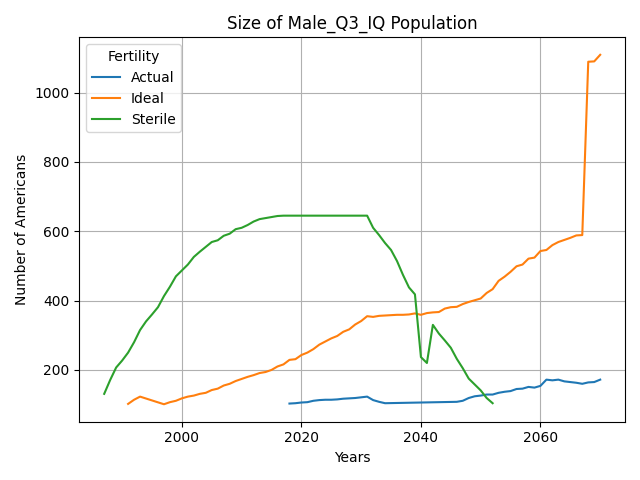 Size of Male_Q3_IQ Population
Fertility
Actual
Ideal
Sterile
Number of Americans
1000
800
600
400
200
2000
2020
2040
2060
Years